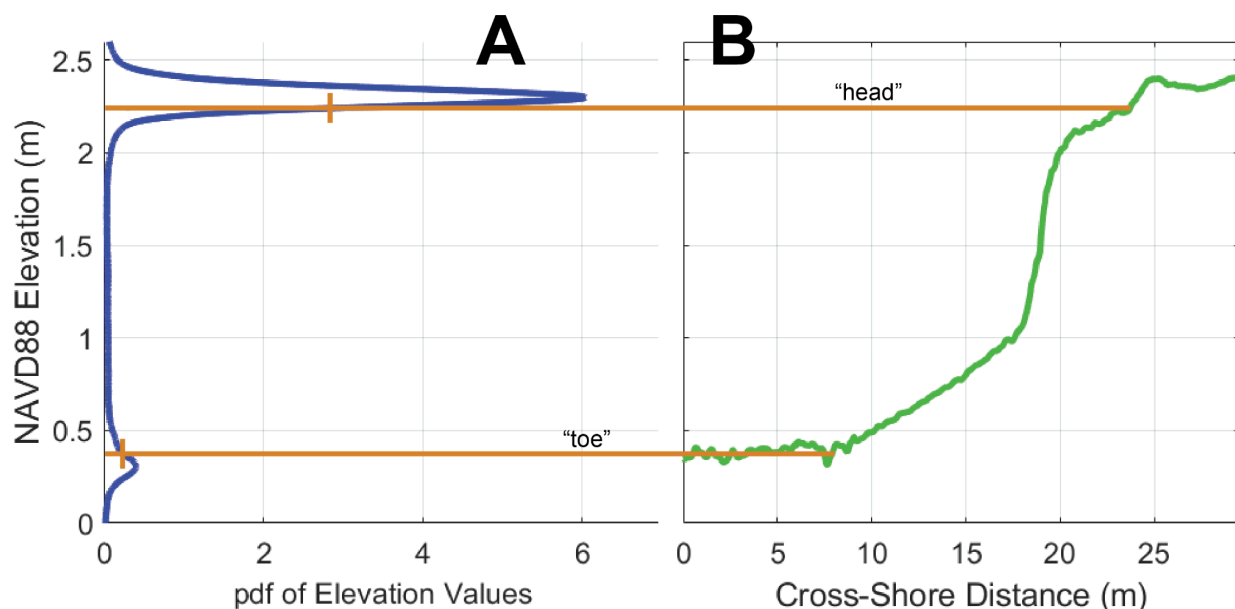 A
B
2.5
2
1.5
1
0.5
0
NAVD88 Elevation (m)
"head"
"toe"
0 2 4 6
pdf of Elevation Values
0 5 10 15 20 25
Cross-Shore Distance (m)